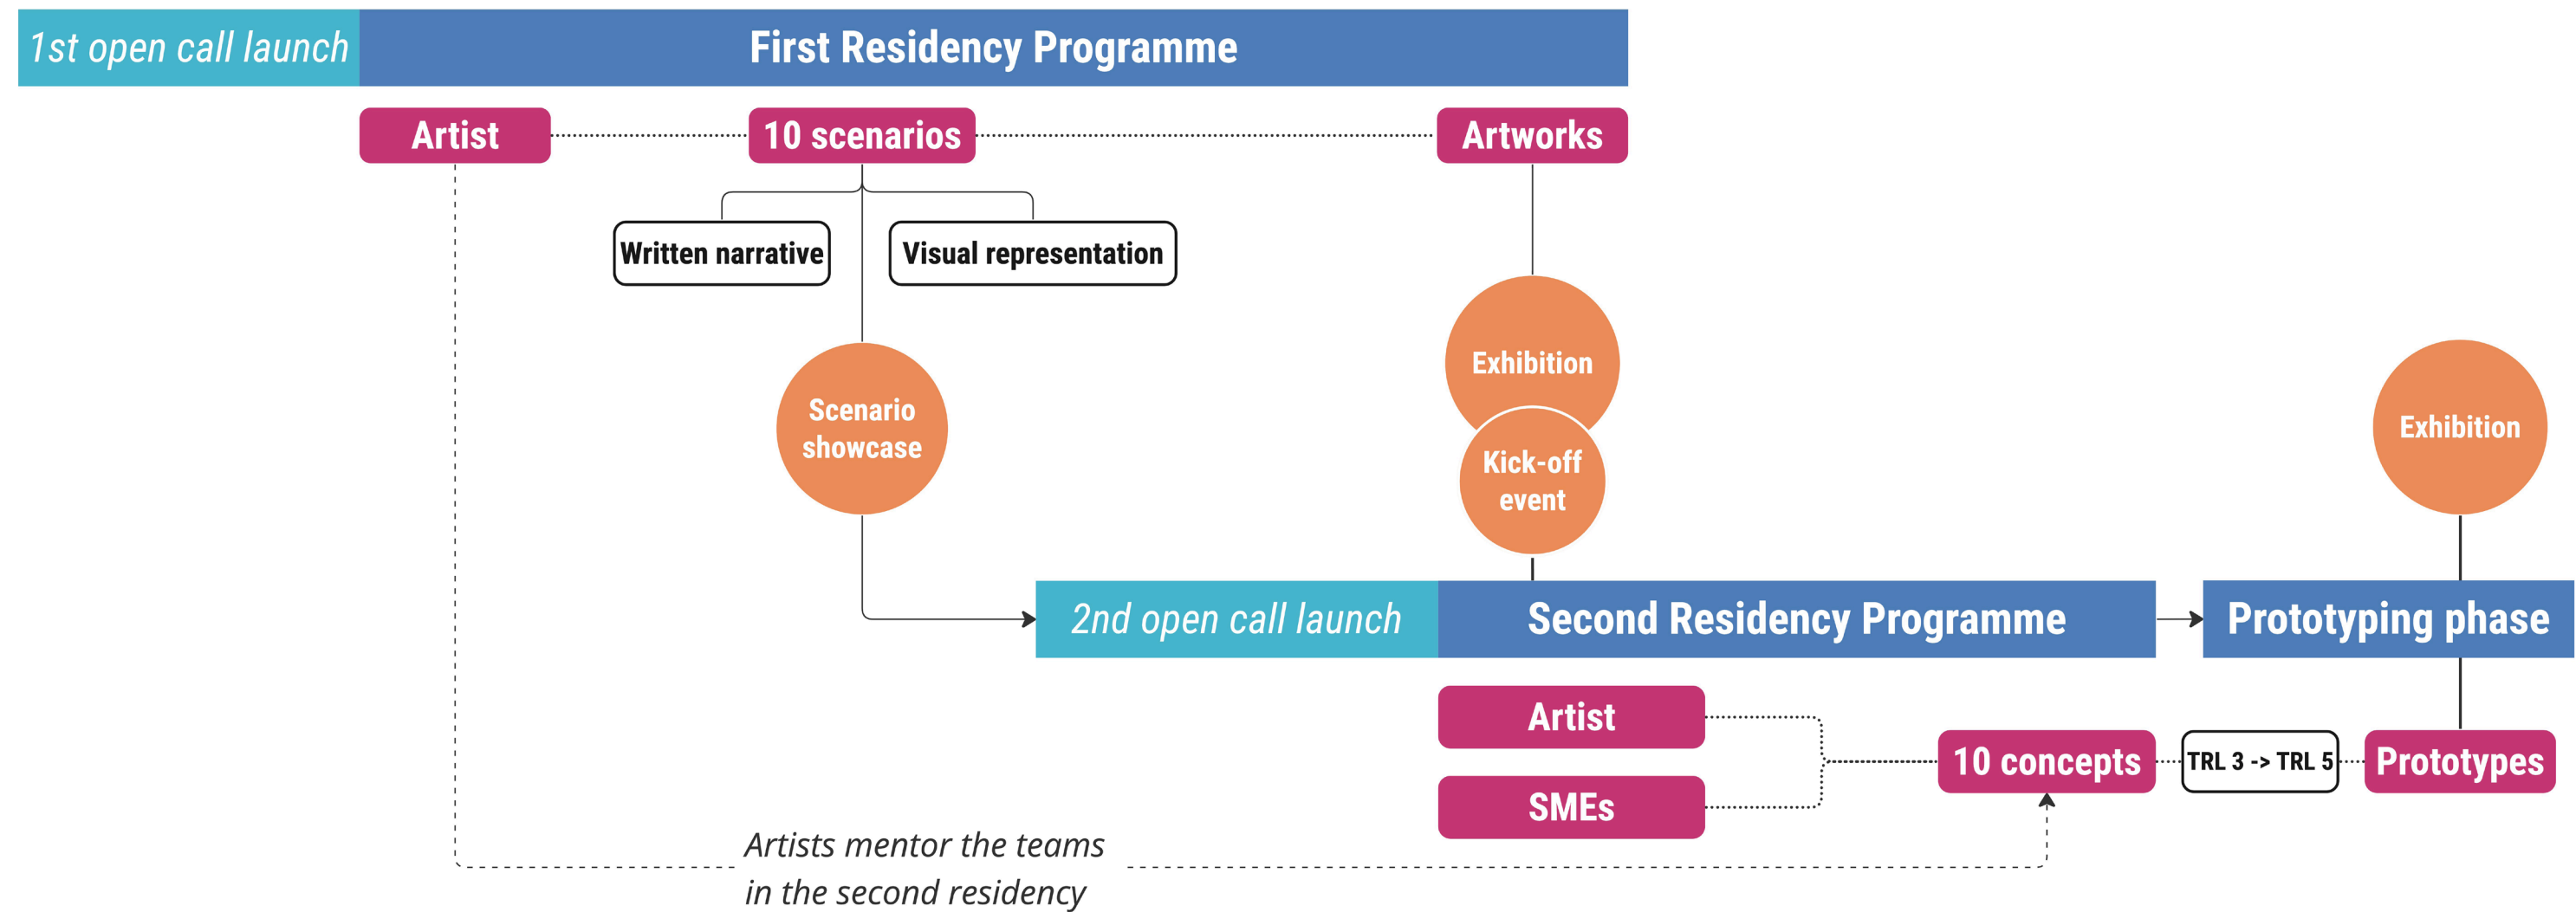 1st open call launch
First Residency Programme
Artist
10 scenarios
Artworks
Written narrative
Visual representation
Scenario
showcase
Exhibition
Kick-off
event
Exhibition
2nd open call launch
Second Residency Programme
Prototyping phase
Artist
SMEs
10 concepts
TRL 3 -> TRL 5
Prototypes
Artists mentor the teams
in the second residency